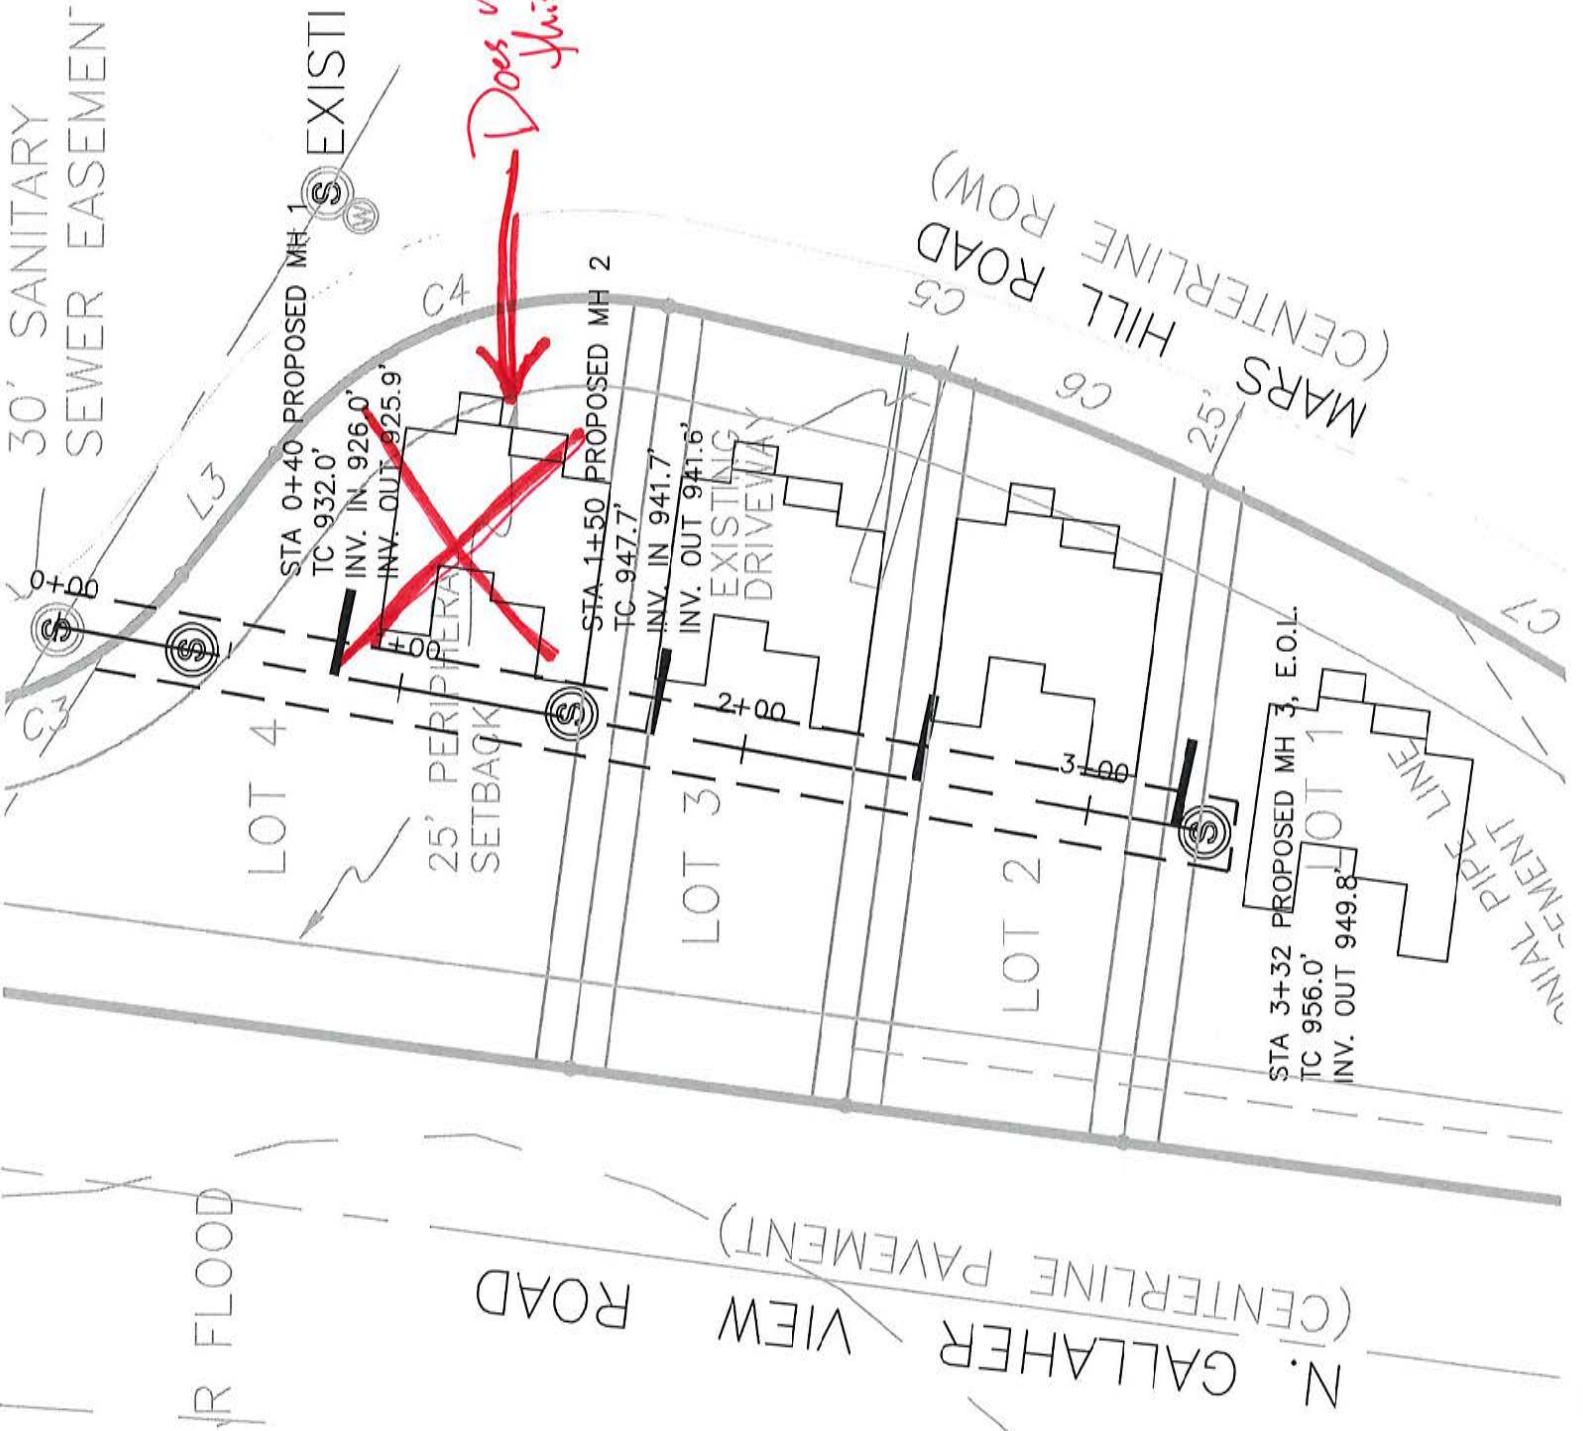 30' SANITARY
SEWER EASEMENT
EXISTI
S
W
Does
C4
L3
C3
0+00
S
S
STA 0+40 PROPOSED MH 1
TC 932.0'
INV. IN 926.0'
INV. OUT 925.9'
STA 1+50 PROPOSED MH 2
TC 947.7'
INV. IN 941.7'
INV. OUT 941.6'
EXISTING
DRIVEWAY
MARS HILL ROAD
(CENTERLINE ROW)
C5
C6
25'
C7
+00
S
2+00
3+00
S
LOT 4
25' PERIPHERA
SETBACK
LOT 3
LOT 2
LOT 1
STA 3+32 PROPOSED MH 3, E.O.L.
TC 956.0'
INV. OUT 949.8'
ONIAL PIPE LINE
EMENT
R FLOOD
N. GALLAHER VIEW ROAD
(CENTERLINE PAVEMENT)